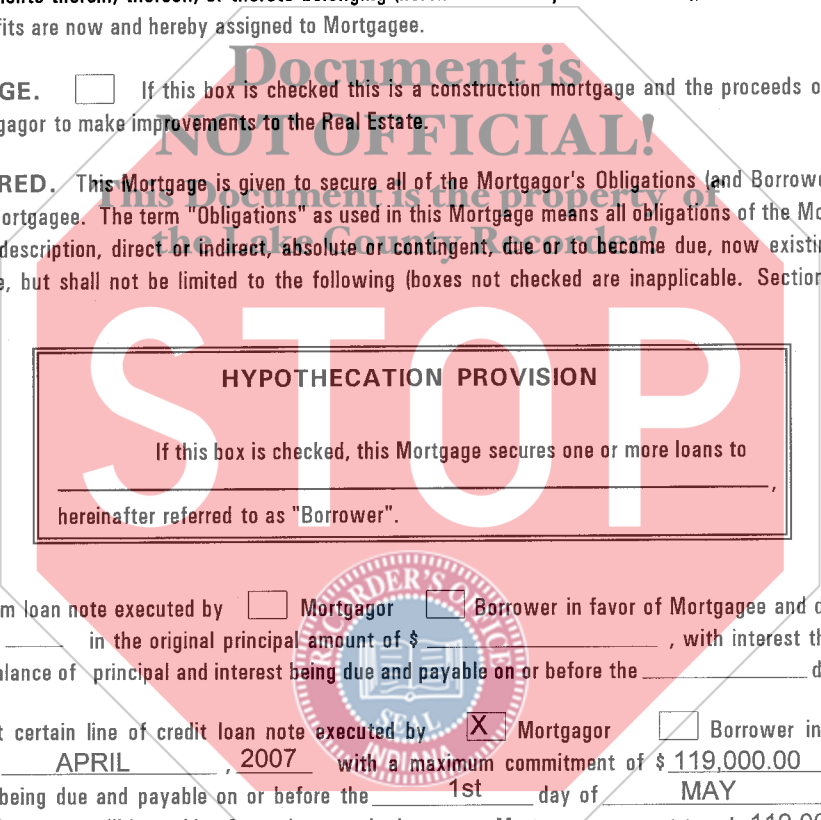 fits are now and hereby assigned to Mortgagee.
Document is
GE. If this box is checked this is a construction mortgage and the proceeds o
gagor to make improvements to the Real Estate.
NOT OFFICIAL!
RED. This Mortgage is given to secure all of the Mortgagor's Obligations (and Borrowe
This Document is the property of
ortgagee. The term "Obligations" as used in this Mortgage means all obligations of the Mo
the Lake County Recorder!
description, direct or indirect, absolute or contingent, due or to become due, now existin
e, but shall not be limited to the following (boxes not checked are inapplicable. Section
STOP
HYPOTHECATION PROVISION
If this box is checked, this Mortgage secures one or more loans to
,
hereinafter referred to as "Borrower".
RECORDER'S OFFICE
m loan note executed by Mortgagor Borrower in favor of Mortgagee and d
in the original principal amount of $ , with interest th
alance of principal and interest being due and payable on or before the d
SEAL
INDIANA
t certain line of credit loan note executed by X Mortgagor Borrower in
APRIL , 2007 with a maximum commitment of $ 119,000.00
being due and payable on or before the 1st day of MAY